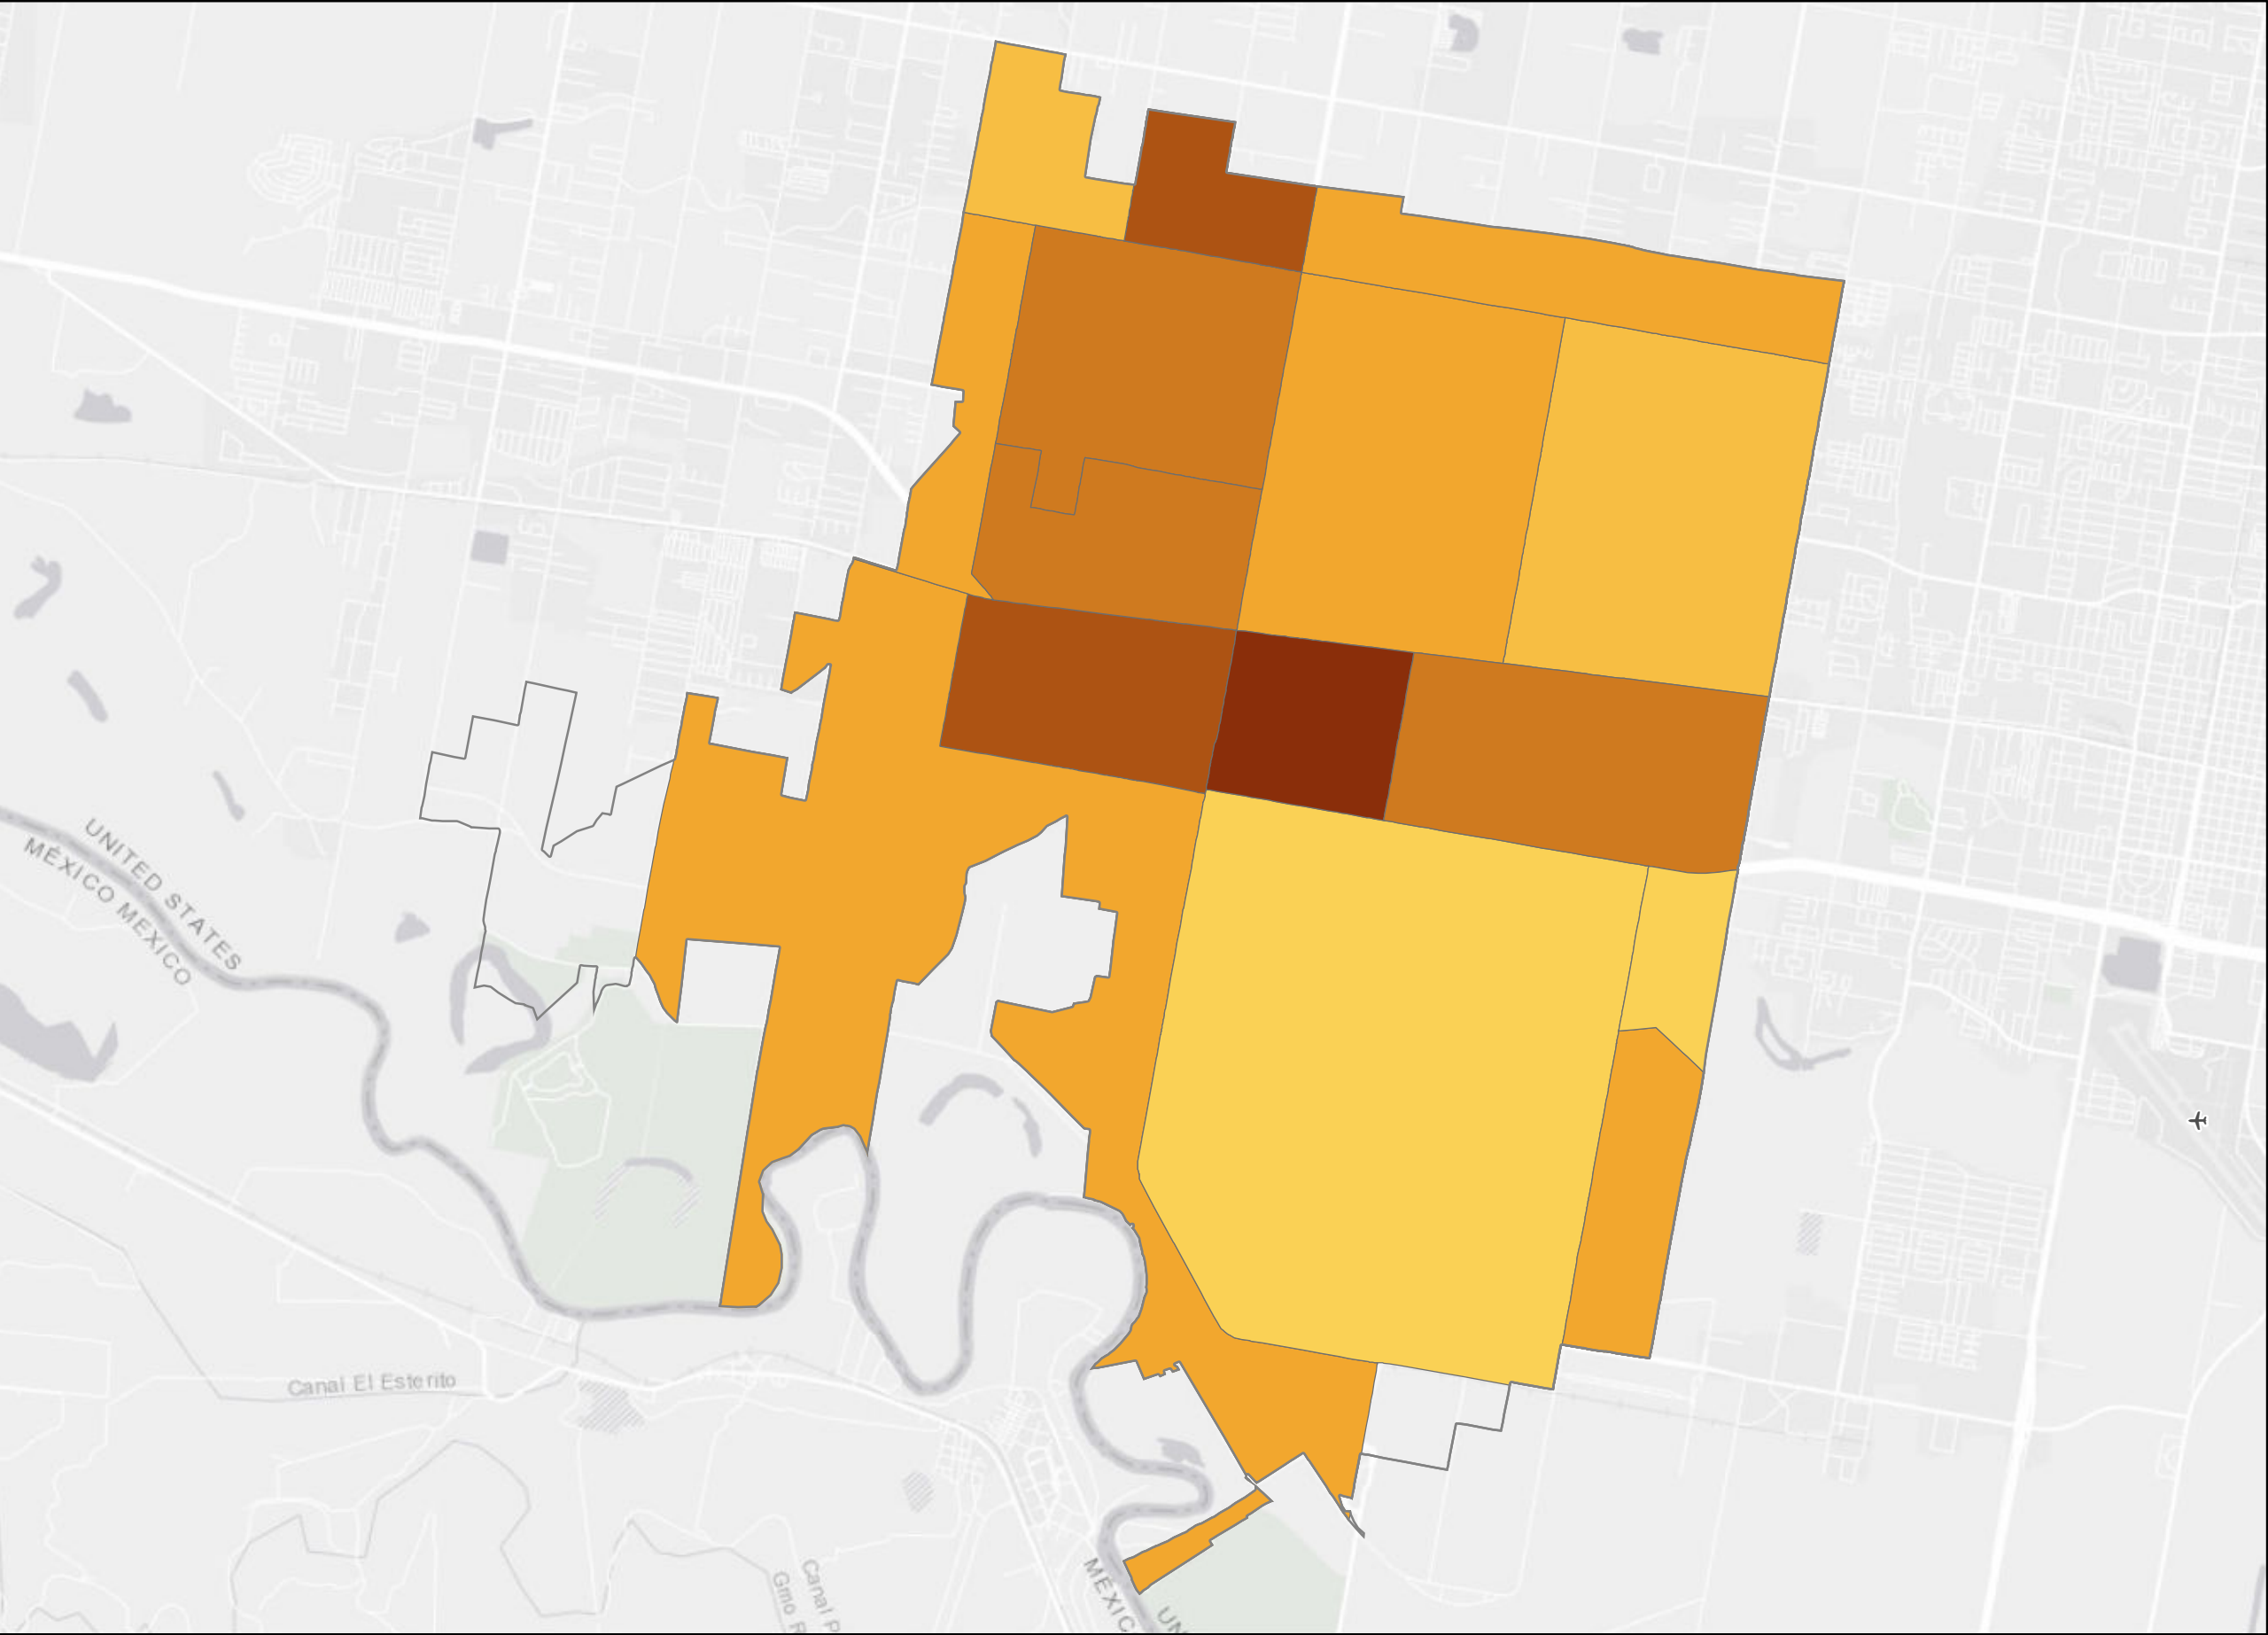 UNITED STATES
MÉXICO MEXICO
Canal El Esterito
Canal P
Gmo R
MÉXIC
UN